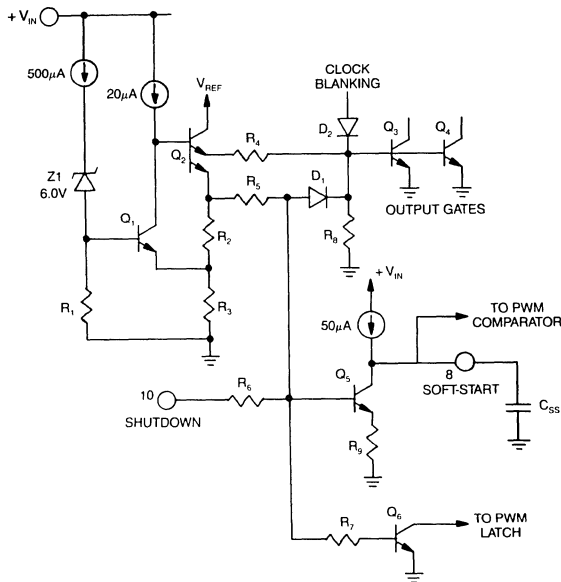 + VIN
500µA
20µA
VREF
CLOCK
BLANKING
D2
Q3
Q4
Q2
R4
Z1
6.0V
R5
D1
OUTPUT GATES
Q1
R2
R8
R1
R3
+ VIN
50µA
TO PWM
COMPARATOR
10
SHUTDOWN
R6
Q5
8
SOFT-START
CSS
R9
R7
Q6
TO PWM
LATCH